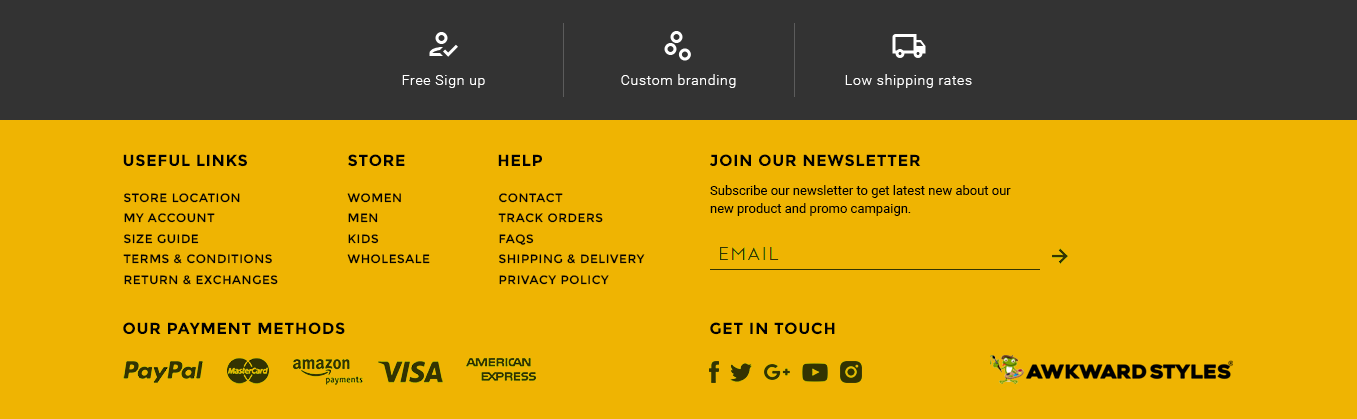 Free Sign up
Custom branding
Low shipping rates
USEFUL LINKS
STORE LOCATION
MY ACCOUNT
SIZE GUIDE
TERMS & CONDITIONS
RETURN & EXCHANGES
STORE
WOMEN
MEN
KIDS
WHOLESALE
HELP
CONTACT
TRACK ORDERS
FAQS
SHIPPING & DELIVERY
PRIVACY POLICY
JOIN OUR NEWSLETTER
Subscribe our newsletter to get latest new about our
new product and promo campaign.
EMAIL
OUR PAYMENT METHODS
PayPal
MasterCard
amazon
payments
VISA
AMERICAN
EXPRESS
GET IN TOUCH
f
G+
AWKWARD STYLES®